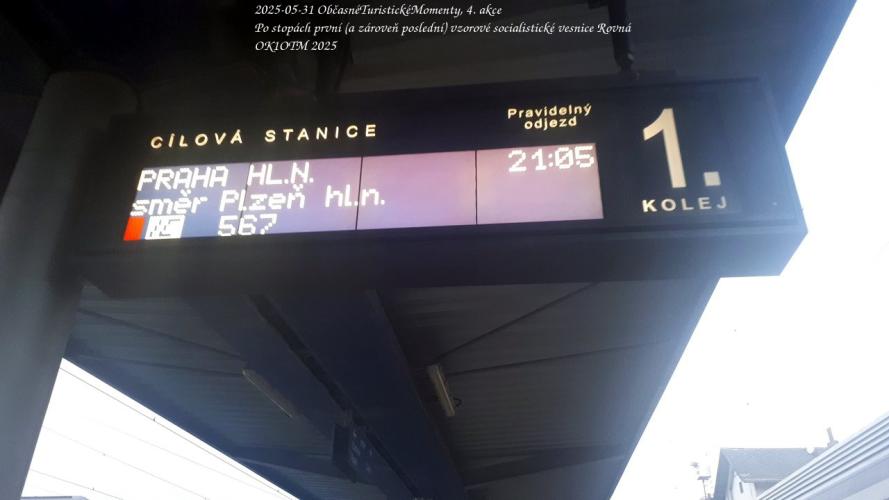 2025-05-31 ObčasnéTuristickéMomenty, 4. akce
Po stopách první (a zároveň poslední) vzorové socialistické vesnice Rovná
OK1OTM 2025
CÍLOVÁ STANICE
Pravidelný
odjezd
1.
KOLEJ
PRAHA HL.N.
21:05
směr Plzeň hl.n.
567